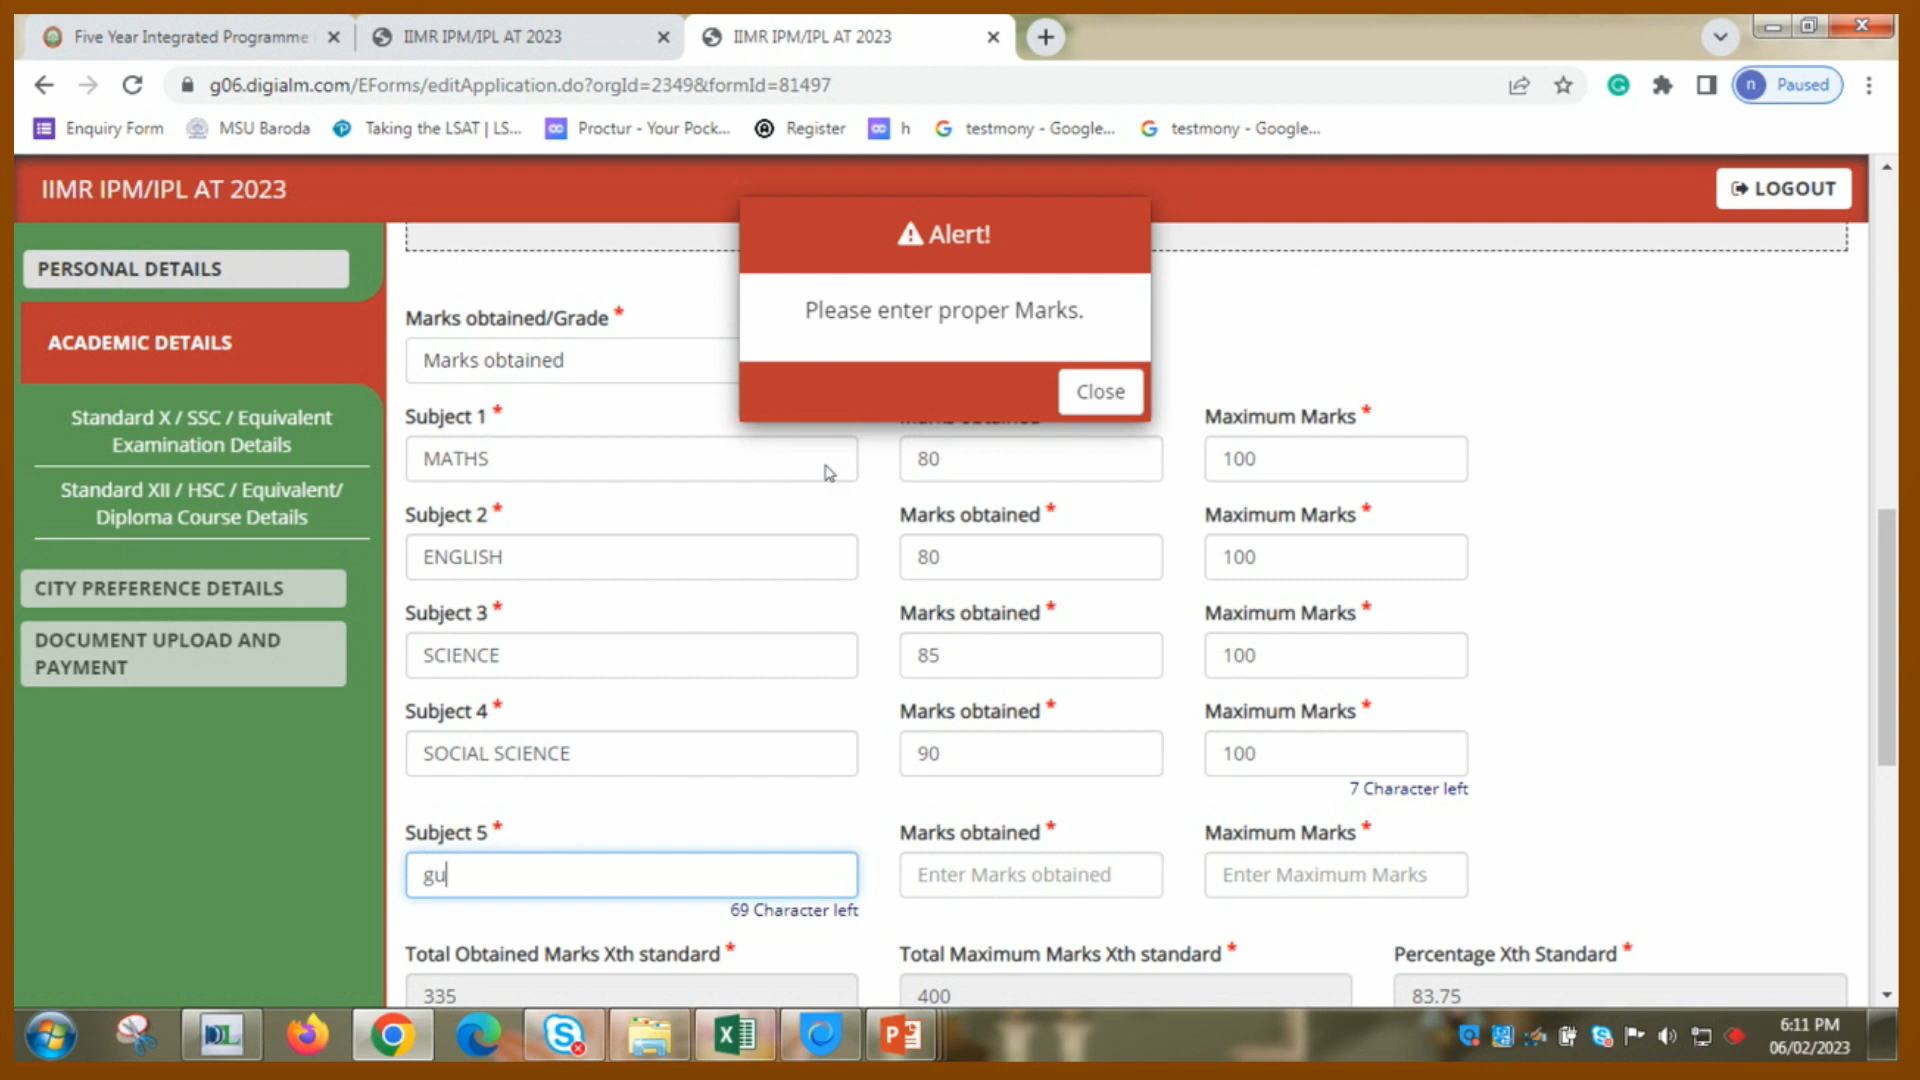 Five Year Integrated Programme
IIMR IPM/IPL AT 2023
IIMR IPM/IPL AT 2023
g06.digialm.com/EForms/editApplication.do?orgId=2349&formId=81497
n Paused
Enquiry Form
MSU Baroda
Taking the LSAT | LS...
Proctur - Your Pock...
Register
h
testmony - Google...
testmony - Google...
IIMR IPM/IPL AT 2023
LOGOUT
Alert!
Please enter proper Marks.
Close
PERSONAL DETAILS
ACADEMIC DETAILS
Standard X / SSC / Equivalent
Examination Details
Standard XII / HSC / Equivalent/
Diploma Course Details
CITY PREFERENCE DETAILS
DOCUMENT UPLOAD AND
PAYMENT
Marks obtained/Grade *
Marks obtained
Subject 1 *
Maximum Marks *
MATHS
80
100
Subject 2 *
Marks obtained *
Maximum Marks *
ENGLISH
80
100
Subject 3 *
Marks obtained *
Maximum Marks *
SCIENCE
85
100
Subject 4 *
Marks obtained *
Maximum Marks *
SOCIAL SCIENCE
90
100
7 Character left
Subject 5 *
Marks obtained *
Maximum Marks *
gu
Enter Marks obtained
Enter Maximum Marks
69 Character left
Total Obtained Marks Xth standard *
Total Maximum Marks Xth standard *
Percentage Xth Standard *
335
400
83.75
6:11 PM
06/02/2023